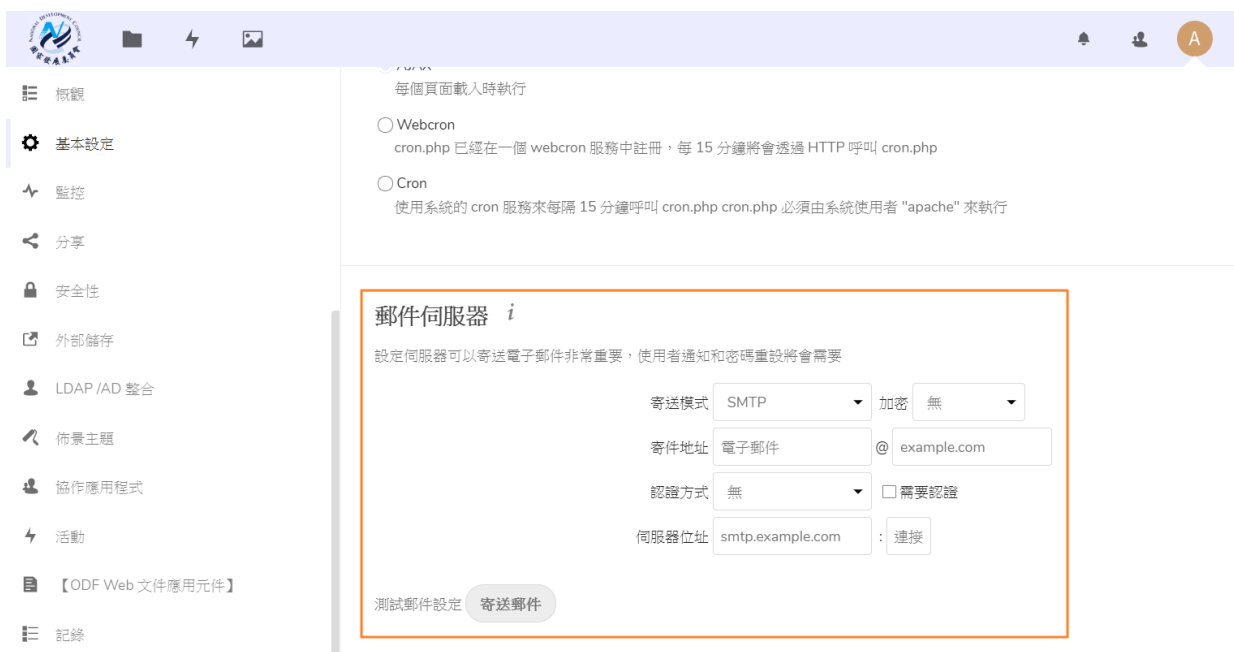 NATIONAL DEVELOPMENT COUNCIL
國家發展委員會
A
概觀
基本設定
監控
分享
安全性
外部儲存
LDAP /AD 整合
佈景主題
協作應用程式
活動
【ODF Web 文件應用元件】
記錄
每個頁面載入時執行
Webcron
cron.php 已經在一個 webcron 服務中註冊，每 15 分鐘將會透過 HTTP 呼叫 cron.php
Cron
使用系統的 cron 服務來每隔 15 分鐘呼叫 cron.php cron.php 必須由系統使用者 "apache" 來執行
郵件伺服器 i
設定伺服器可以寄送電子郵件非常重要，使用者通知和密碼重設將會需要
寄送模式 SMTP 加密 無
寄件地址 電子郵件 @ example.com
認證方式 無 需要認證
伺服器位址 smtp.example.com : 連接
測試郵件設定 寄送郵件